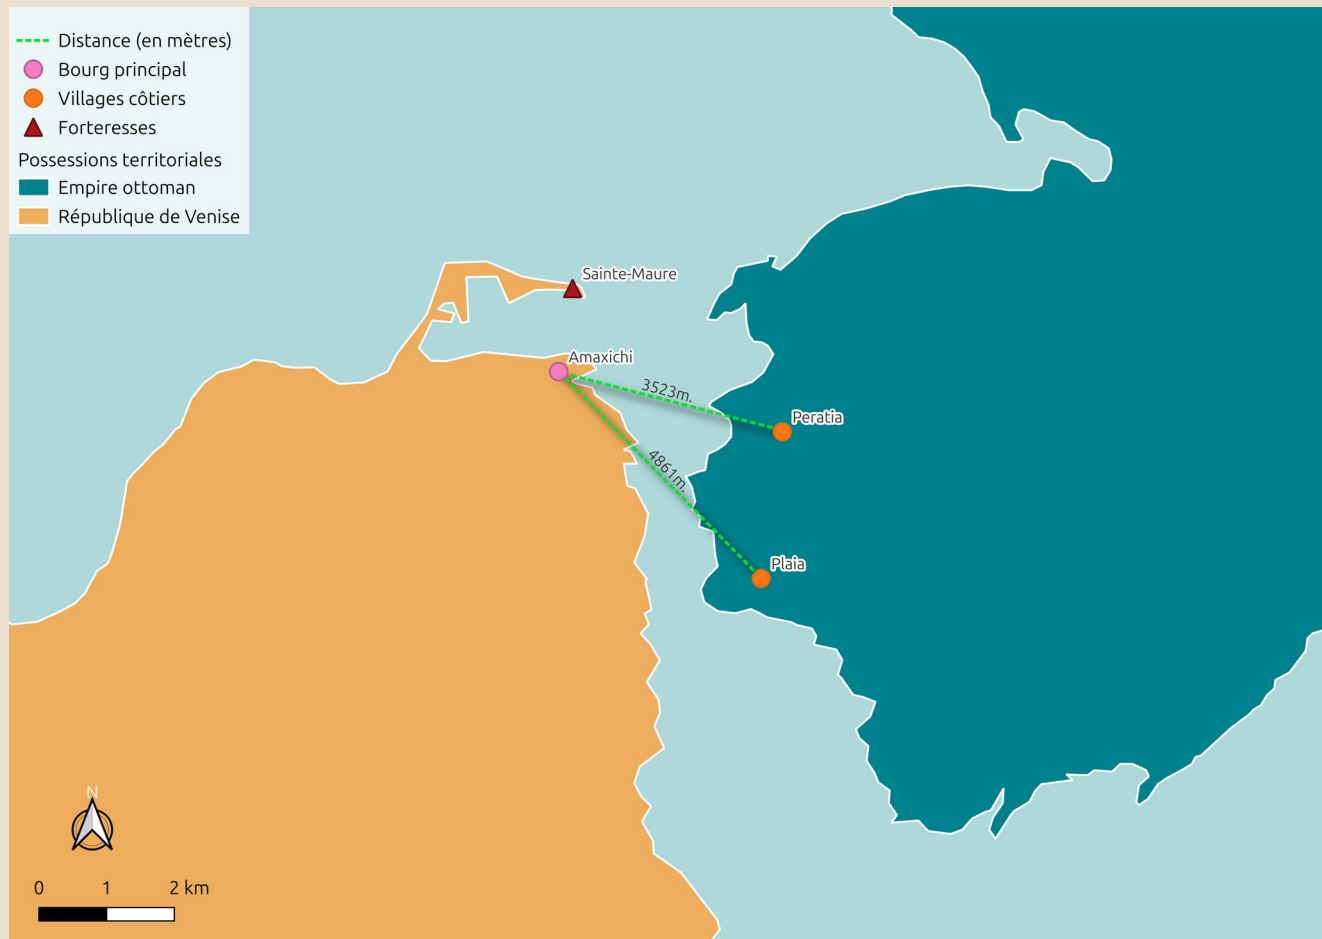 Distance (en mètres)
Bourg principal
Villages côtiers
Forteresses
Possessions territoriales
Empire ottoman
République de Venise
Sainte-Maure
Amaxichi
3523m.
Peratia
4861m.
Plaia
N
0 1 2 km